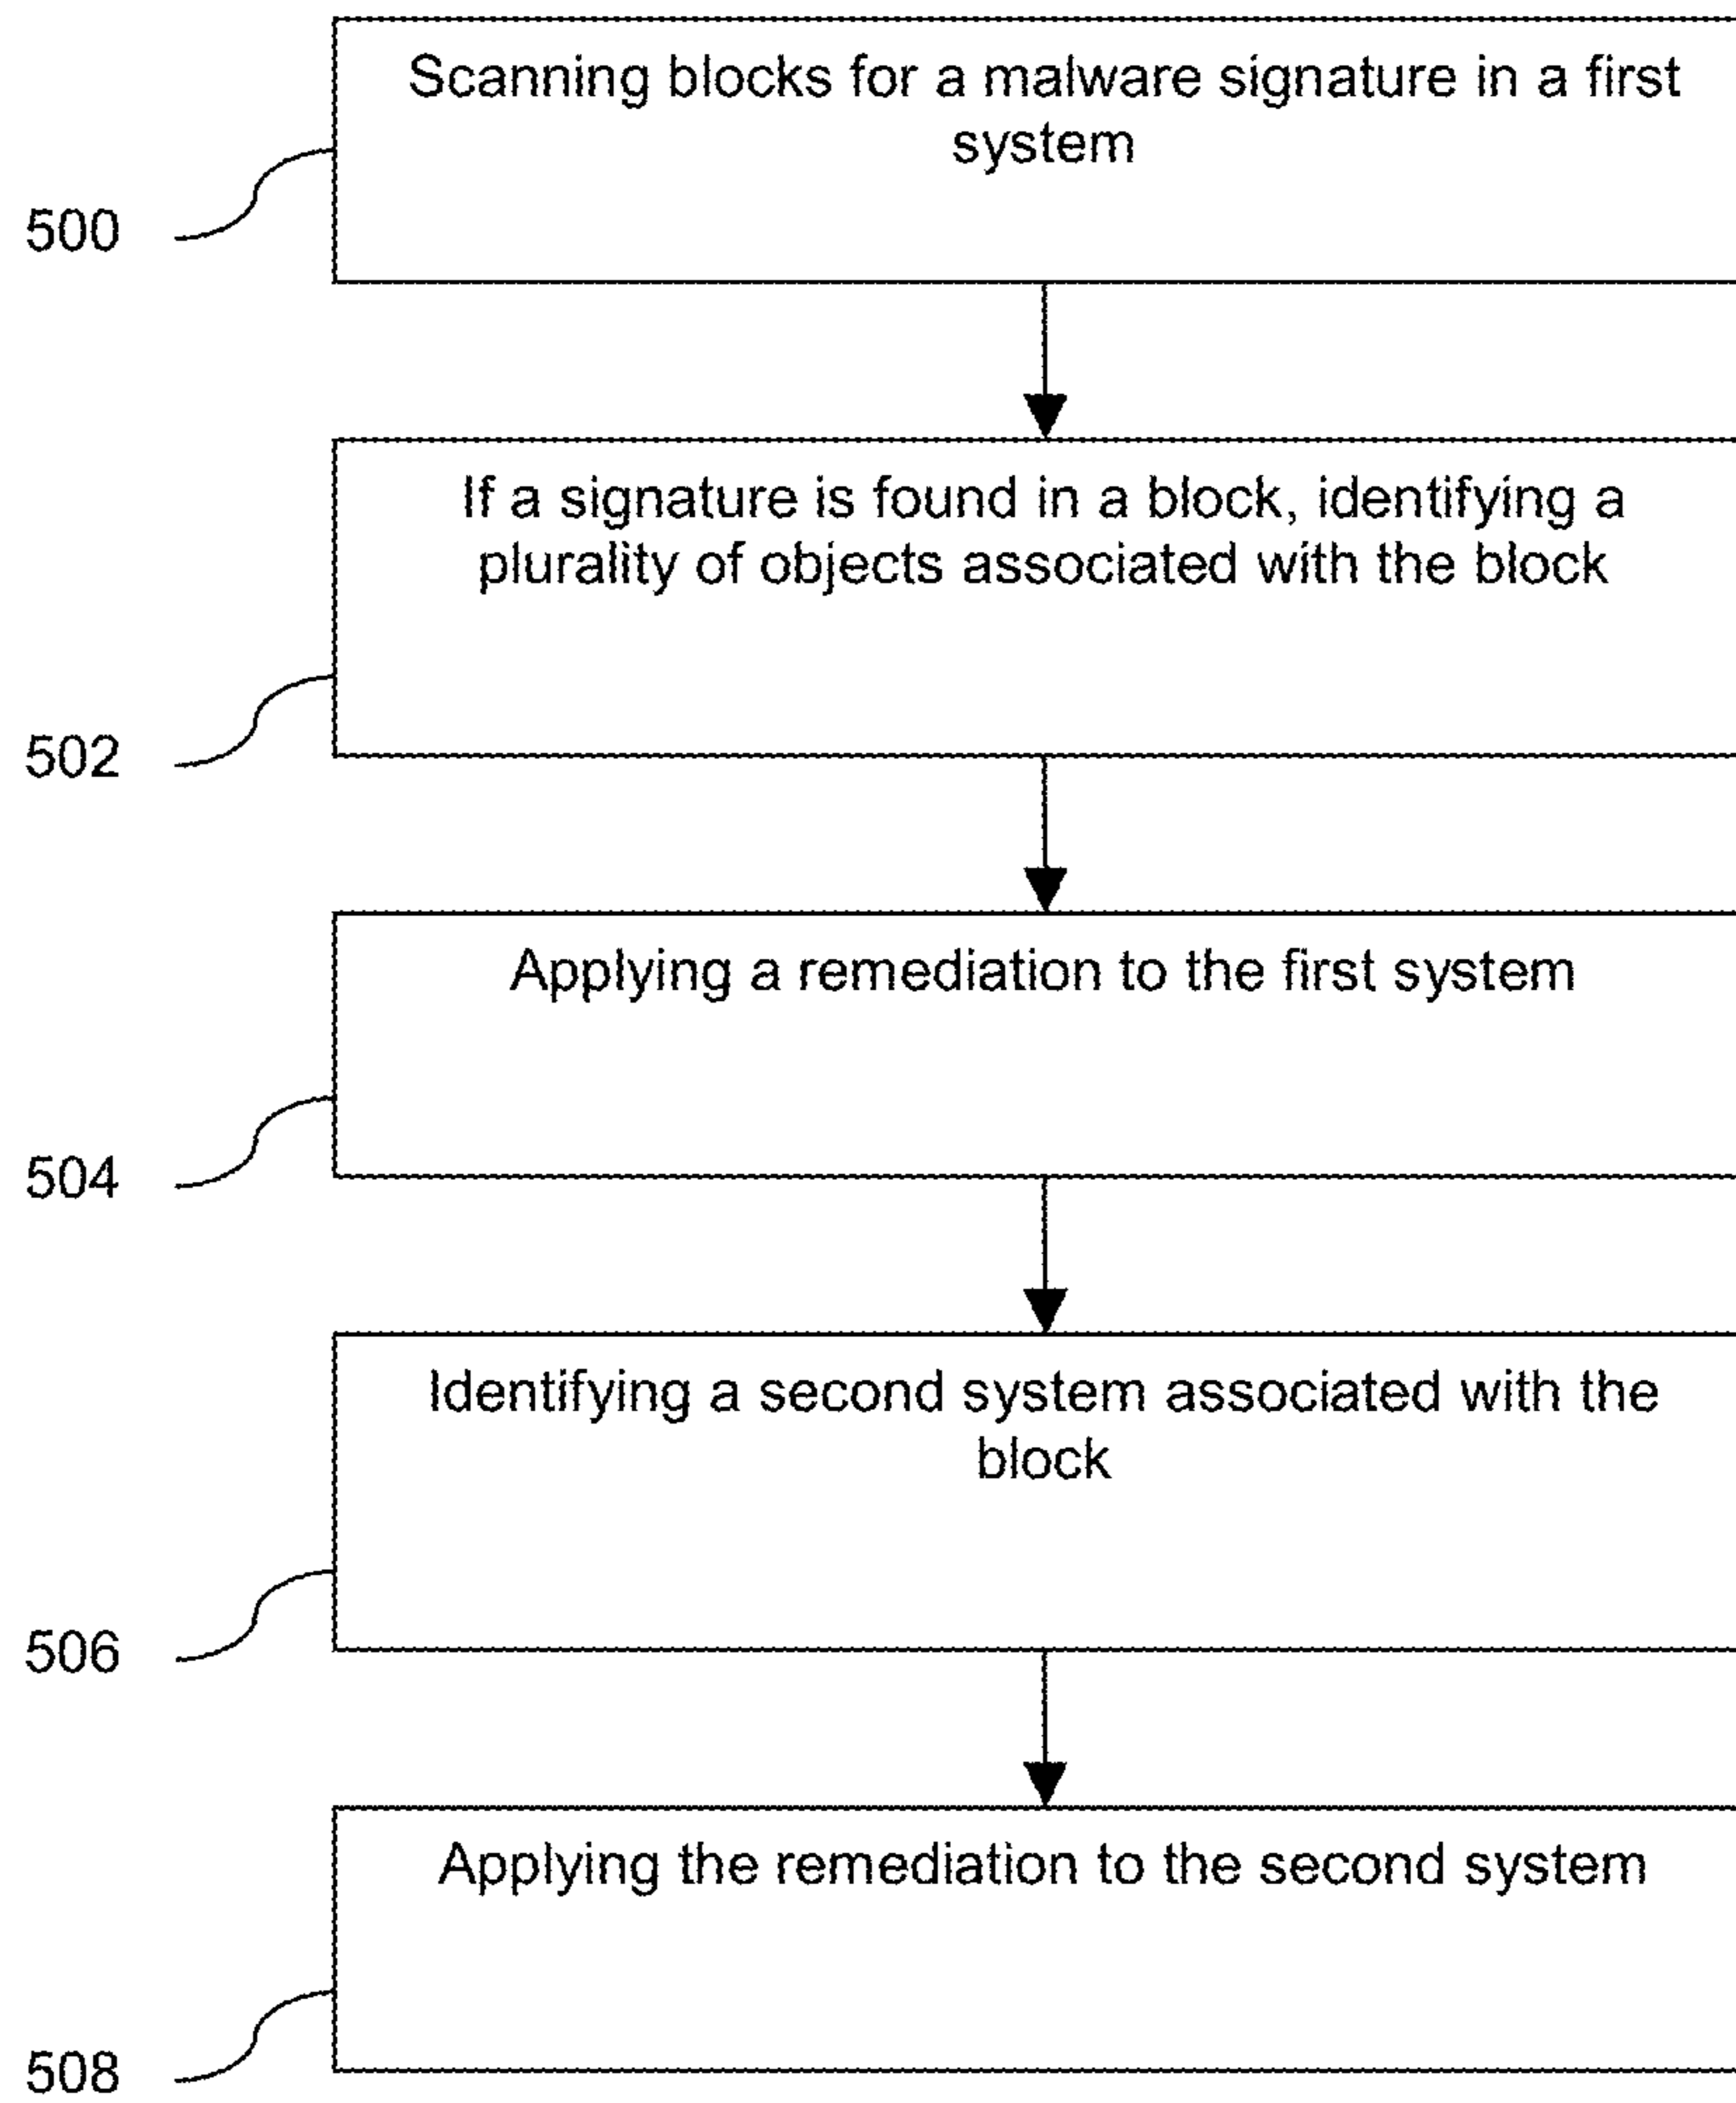 Scanning blocks for a malware signature in a first
system
500
If a signature is found in a block, identifying a
plurality of objects associated with the block
502
Applying a remediation to the first system
504
Identifying a second system associated with the
block
506
Applying the remediation to the second system
508